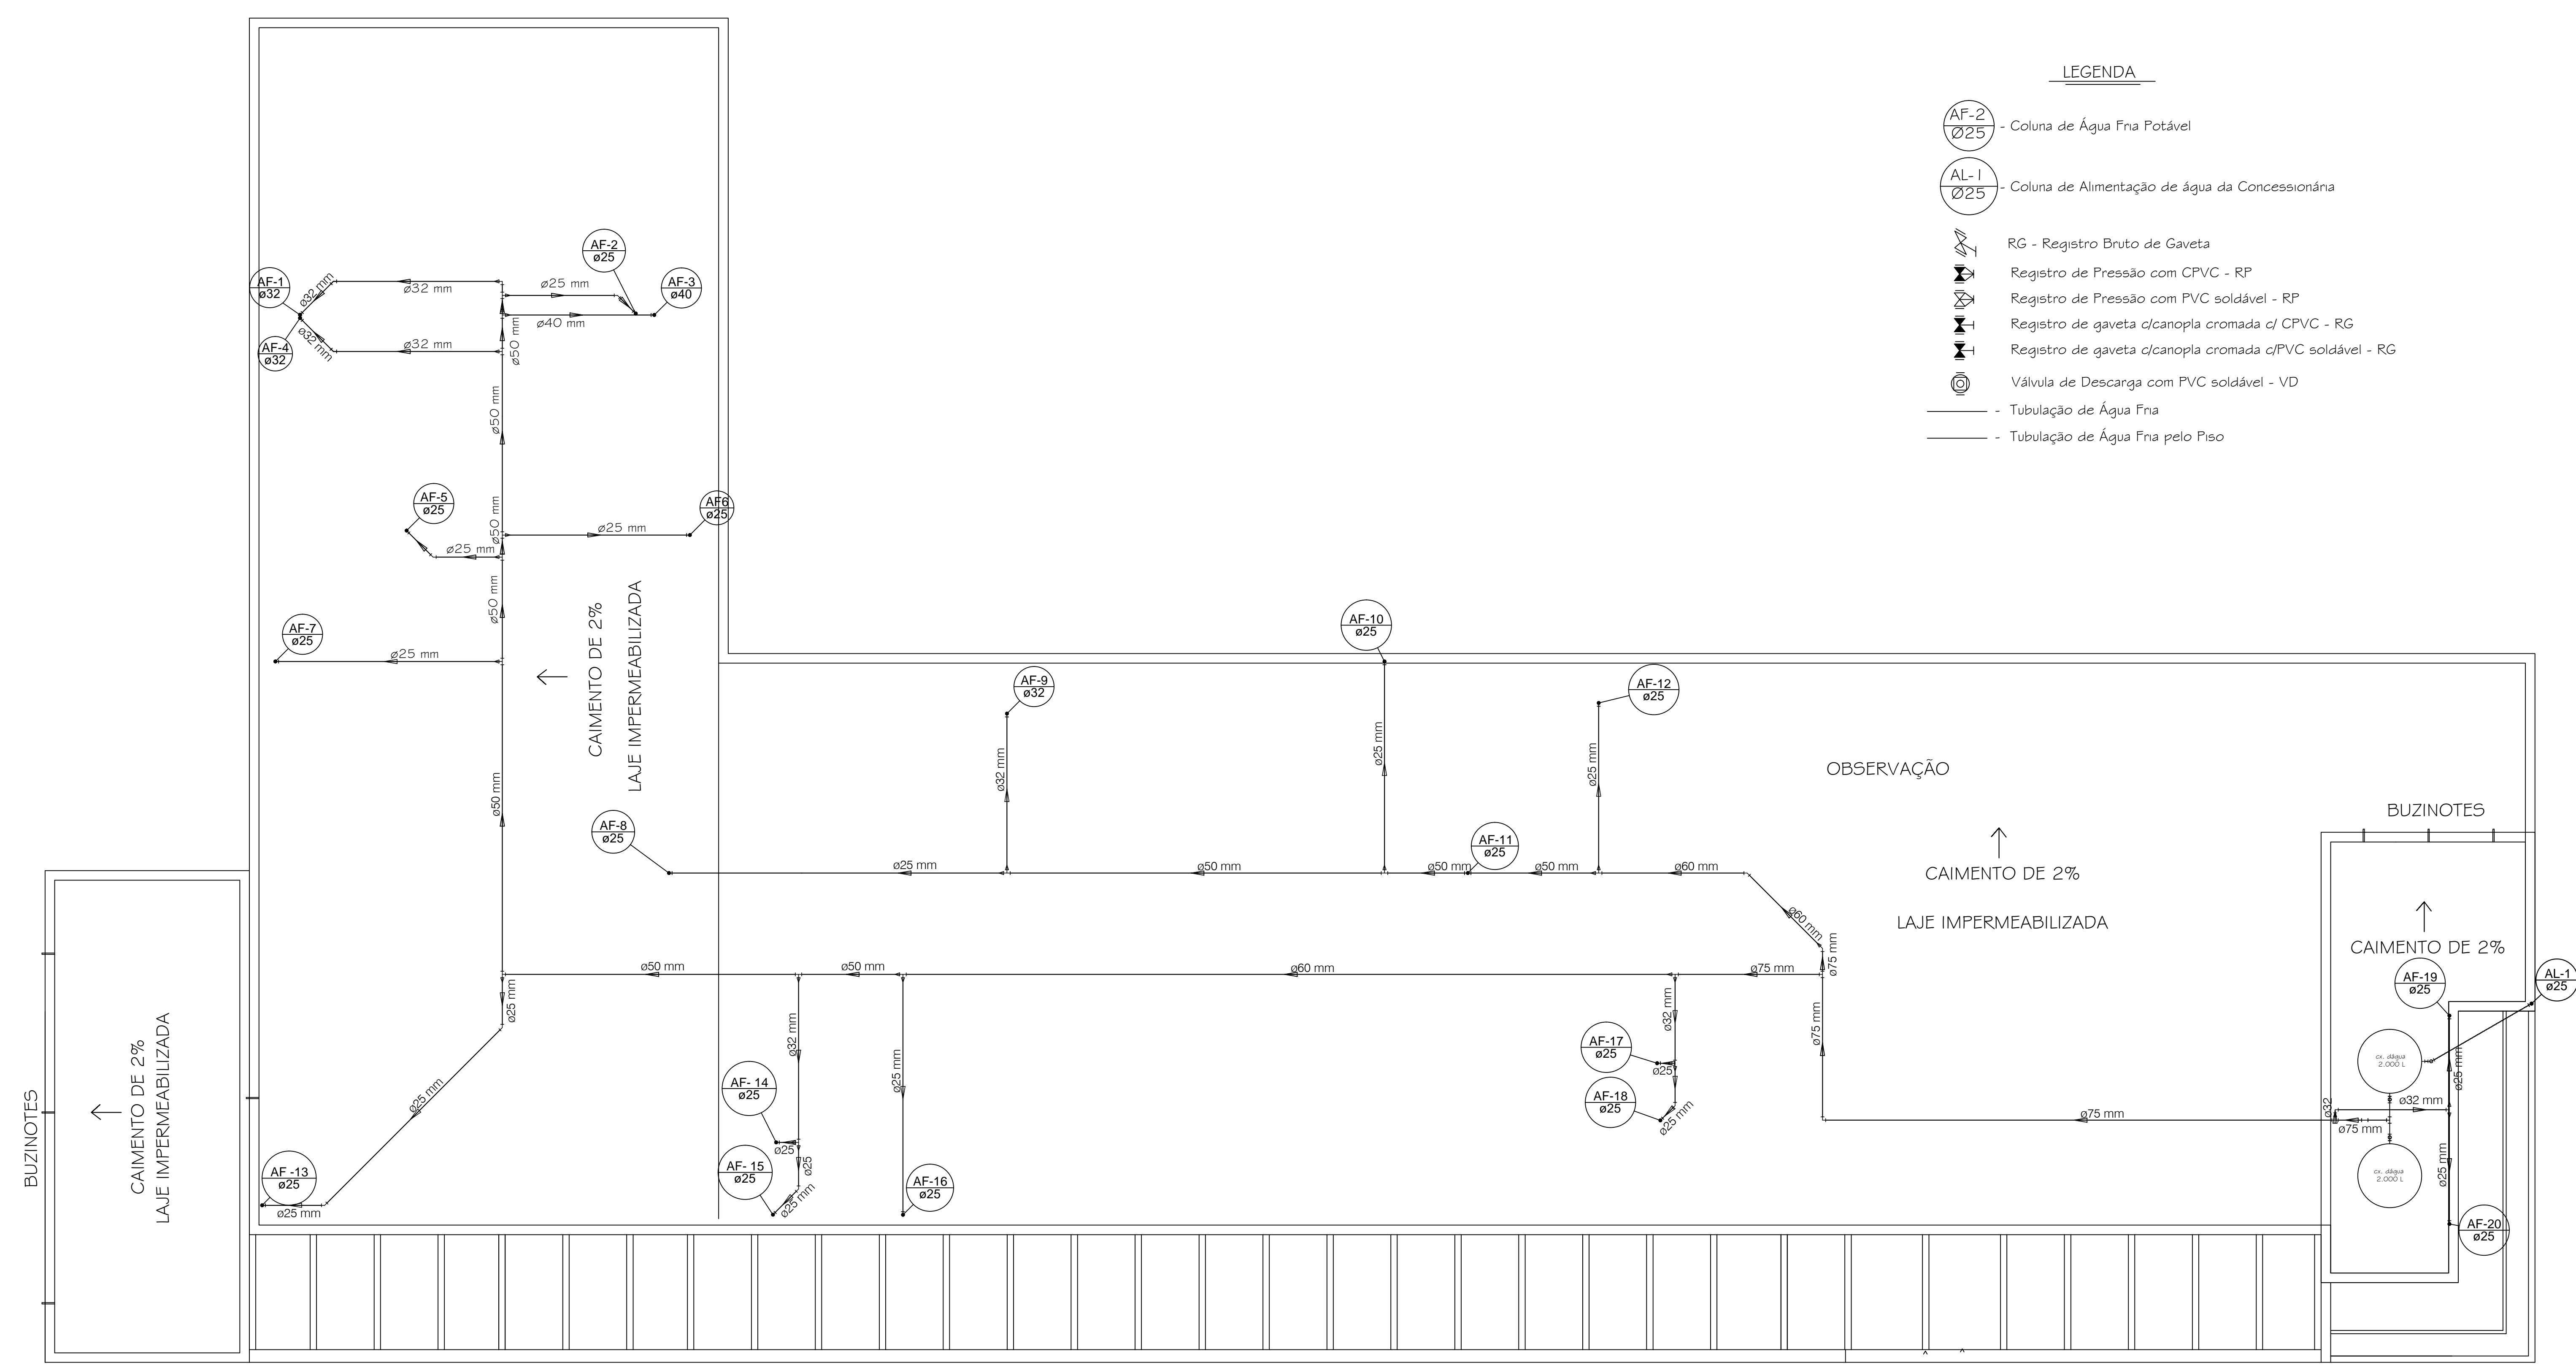 LEGENDA
AF-2
Ø25
- Coluna de Água Fria Potável
AL-1
Ø25
- Coluna de Alimentação de água da Concessionária
RG - Registro Bruto de Gaveta
Registro de Pressão com CPVC - RP
Registro de Pressão com PVC soldável - RP
Registro de gaveta c/canopla cromada c/ CPVC - RG
Registro de gaveta c/canopla cromada c/PVC soldável - RG
Válvula de Descarga com PVC soldável - VD
- Tubulação de Água Fria
- Tubulação de Água Fria pelo Piso
AF-1
ø32
ø32 mm
ø32 mm
AF-4
ø32
ø32 mm
ø32 mm
AF-2
ø25
ø25 mm
AF-3
ø40
ø40 mm
ø50 mm
ø50 mm
AF-5
ø25
ø25 mm
ø50 mm
AF6
ø25
ø25 mm
ø50 mm
AF-7
ø25
ø25 mm
CAIMENTO DE 2%
LAJE IMPERMEABILIZADA
ø50 mm
AF-8
ø25
ø25 mm
AF-9
ø32
ø32 mm
ø50 mm
AF-10
ø25
ø25 mm
ø50 mm
AF-11
ø25
ø50 mm
AF-12
ø25
ø25 mm
ø60 mm
ø60 mm
ø75 mm
OBSERVAÇÃO
CAIMENTO DE 2%
LAJE IMPERMEABILIZADA
BUZINOTES
CAIMENTO DE 2%
AF-19
ø25
AL-1
ø25
ø50 mm
ø50 mm
ø60 mm
ø75 mm
ø75 mm
ø25 mm
ø25 mm
AF -13
ø25
ø25 mm
ø32 mm
AF- 14
ø25
ø25
ø25
AF- 15
ø25
ø25 mm
ø25 mm
AF-16
ø25
ø32 mm
AF-17
ø25
ø25
AF-18
ø25
ø25 mm
ø75 mm
ø32
ø75 mm
ø32 mm
cx. dágua
2.000 L
ø25 mm
cx. dágua
2.000 L
ø25 mm
AF-20
ø25
BUZINOTES
CAIMENTO DE 2%
LAJE IMPERMEABILIZADA